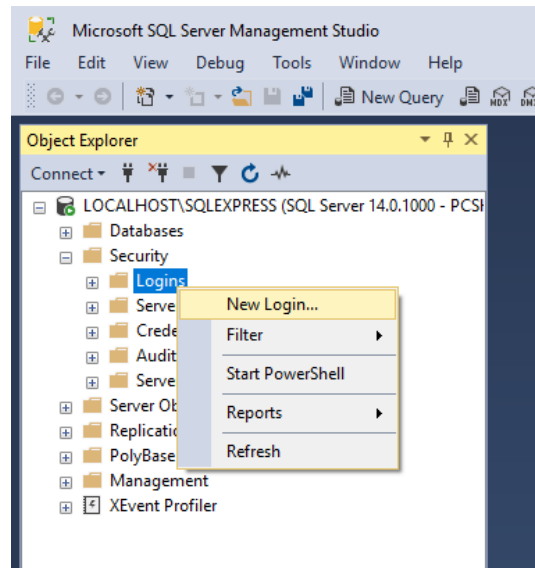 Microsoft SQL Server Management Studio
File Edit View Debug Tools Window Help
New Query MDX
Object Explorer
Connect
LOCALHOST\SQLEXPRESS (SQL Server 14.0.1000 - PCSH
Databases
Security
Logins
New Login...
Serve
Filter
Crede
Audit
Start PowerShell
Serve
Server Ob
Reports
Replicatio
PolyBase
Refresh
Management
XEvent Profiler